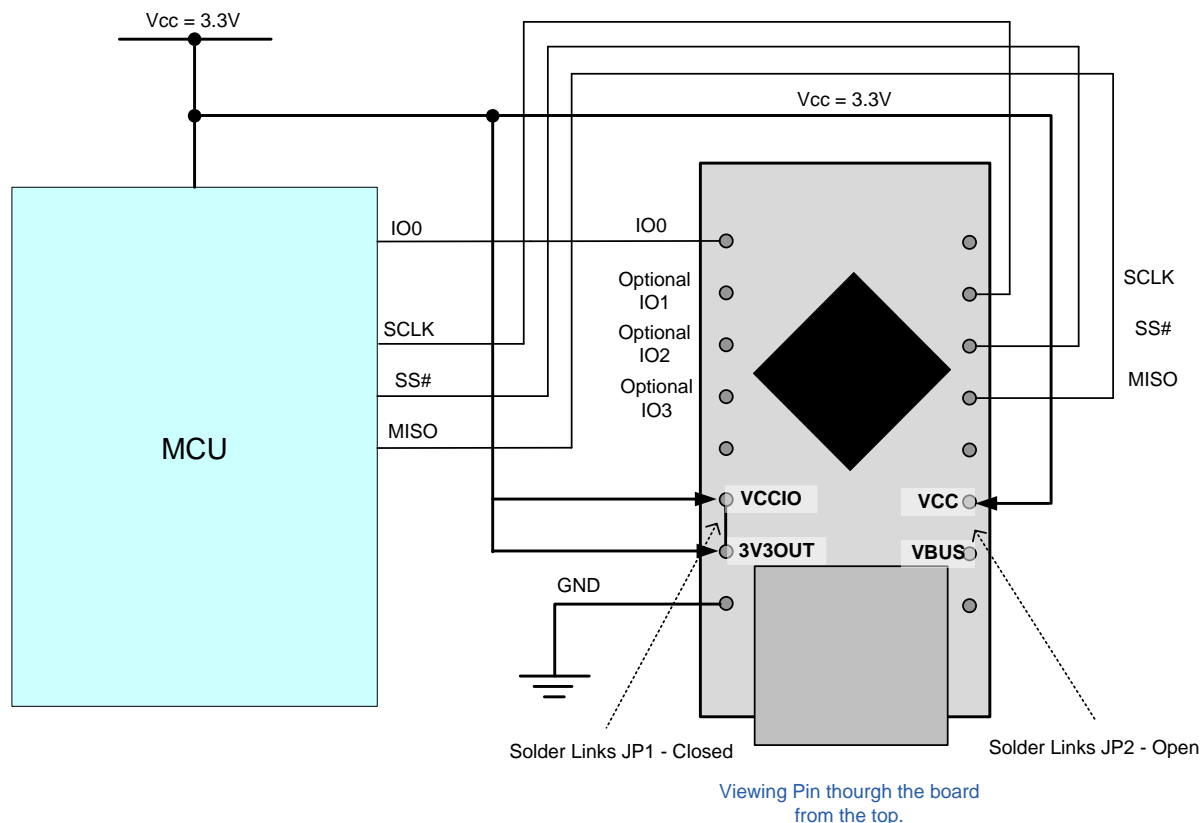 Vcc = 3.3V
Vcc = 3.3V
IO0
IO0
Optional
IO1
SCLK
SCLK
Optional
IO2
SS#
SS#
Optional
IO3
MISO
MISO
MCU
VCCIO
VCC
3V3OUT
VBUS
GND
Solder Links JP1 - Closed
Solder Links JP2 - Open
Viewing Pin thourgh the board
from the top.